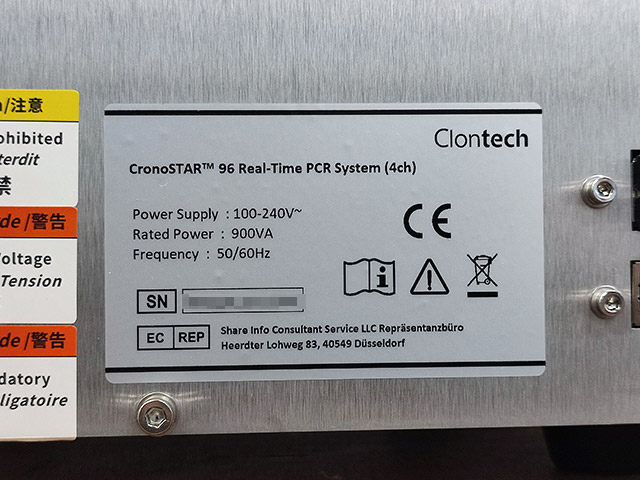 /注意
ohibited
terdit
禁
de /警告
Voltage
Tension
de /警告
datory
ligatoire
Clontech
CronoSTAR™ 96 Real-Time PCR System (4ch)
Power Supply : 100-240V~
Rated Power : 900VA
Frequency : 50/60Hz
CE
i
!
SN
EC REP
Share Info Consultant Service LLC Repräsentanzbüro
Heerdter Lohweg 83, 40549 Düsseldorf